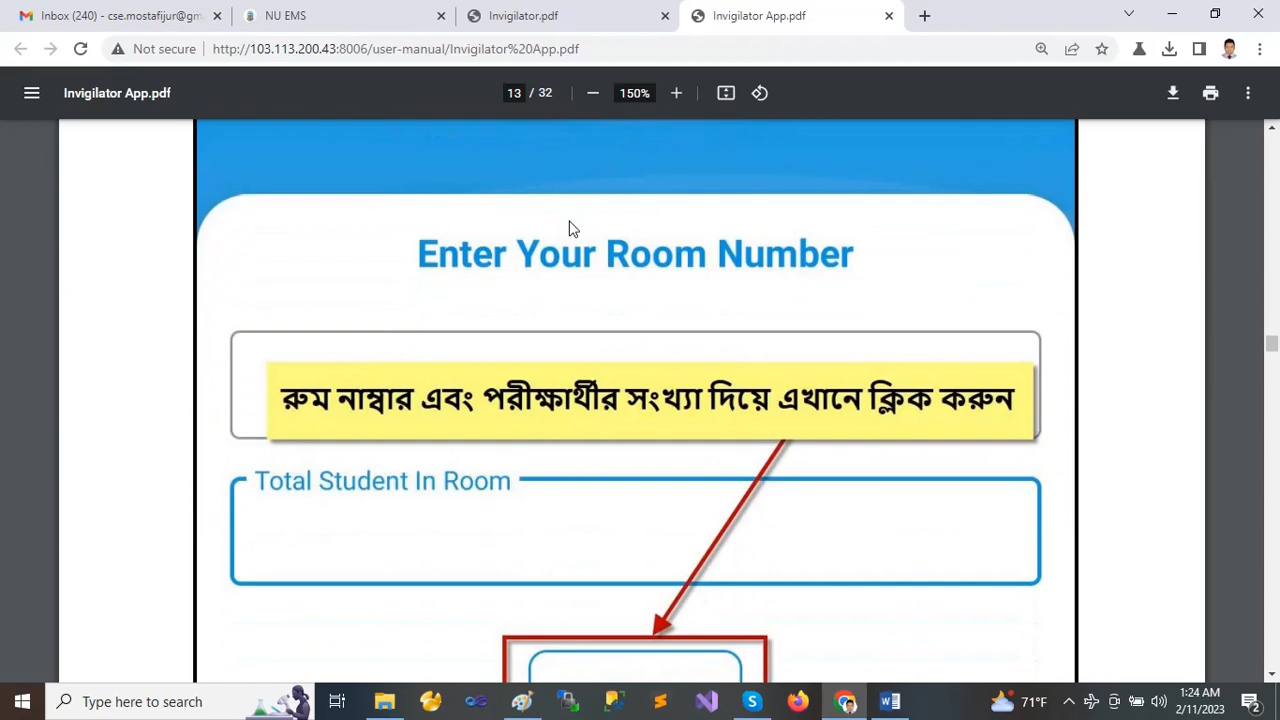 Inbox (240) - cse.mostafijur@gm
NU EMS
Invigilator.pdf
Invigilator App.pdf
Not secure
http://103.113.200.43:8006/user-manual/Invigilator%20App.pdf
Invigilator App.pdf
13 / 32
150%
Enter Your Room Number
রুম নাম্বার এবং পরীক্ষার্থীর সংখ্যা দিয়ে এখানে ক্লিক করুন
Total Student In Room
Type here to search
71°F
1:24 AM
2/11/2023
2